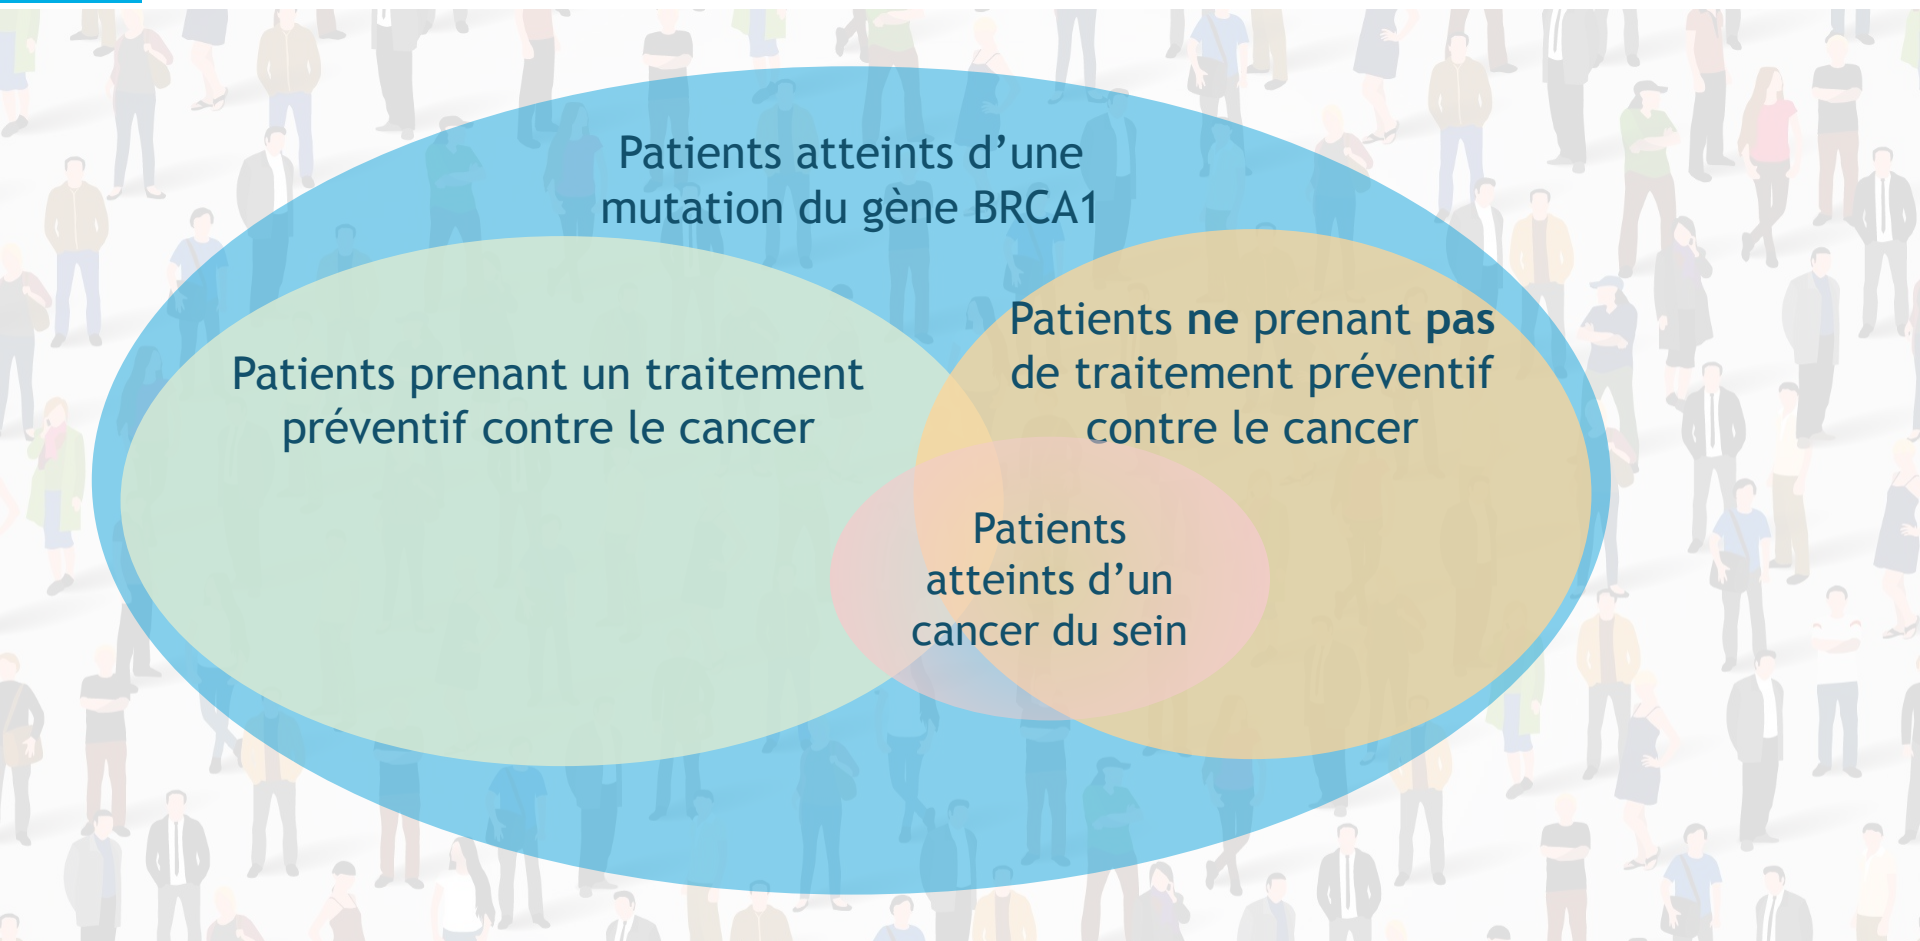 Patients atteints d’une
mutation du gène BRCA1
Patients prenant un traitement
préventif contre le cancer
Patients ne prenant pas
de traitement préventif
contre le cancer
Patients
atteints d’un
cancer du sein